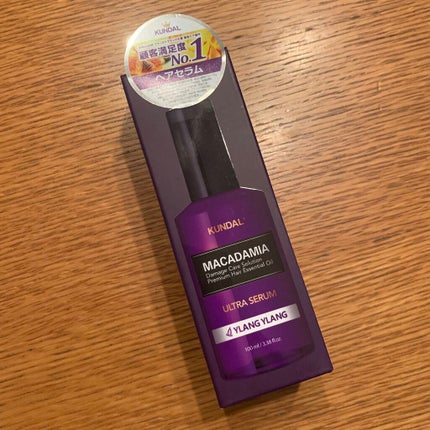 KUNDAL
顧客満足度
No.1
ヘアセラム
KUNDAL
MACADAMIA
Damage Care Solution
Premium Hair Essential Oil
ULTRA SERUM
YLANG YLANG
100 ml / 3.38 fl.oz.